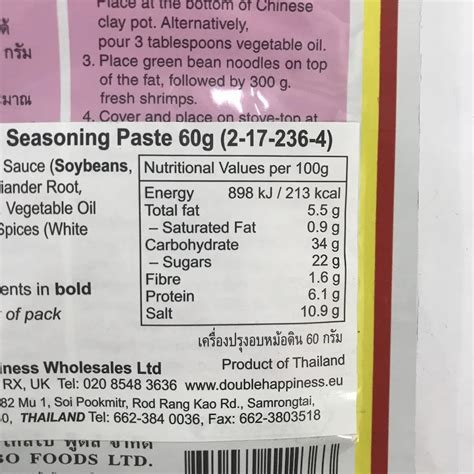 Place at the bottom of Chinese
clay pot. Alternatively,
pour 3 tablespoons vegetable oil.
กรัม
3. Place green bean noodles on top
of the fat, followed by 300 g.
fresh shrimps.
4. Cover and place on stove-top at
Seasoning Paste 60g (2-17-236-4)
Sauce (Soybeans,
iander Root,
Vegetable Oil
Spices (White
ents in bold
of pack
Nutritional Values per 100g
Energy 898 kJ / 213 kcal
Total fat 5.5 g
– Saturated Fat 0.9 g
Carbohydrate 34 g
– Sugars 22 g
Fibre 1.6 g
Protein 6.1 g
Salt 10.9 g
เครื่องปรุงอบหม้อดิน 60 กรัม
Product of Thailand
iness Wholesales Ltd
RX, UK Tel: 020 8548 3636 www.doublehappiness.eu
82 Mu 1, Soi Pookmitr, Rod Rang Kao Rd., Samrongtai,
0, THAILAND Tel: 662-384 0036, Fax: 662-3803518
GO FOODS LTD.